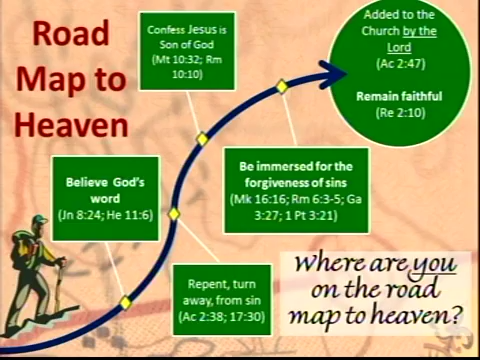 Road
Map to
Heaven
Believe God's
word
(Jn 8:24; He 11:6)
Repent, turn
away, from sin
(Ac 2:38; 17:30)
Confess Jesus is
Son of God
(Mt 10:32; Rm
10:10)
Be immersed for the
forgiveness of sins
(Mk 16:16; Rm 6:3-5; Ga
3:27; 1 Pt 3:21)
Added to the
Church by the
Lord
(Ac 2:47)
Remain faithful
(Re 2:10)
Where are you
on the road
map to heaven?